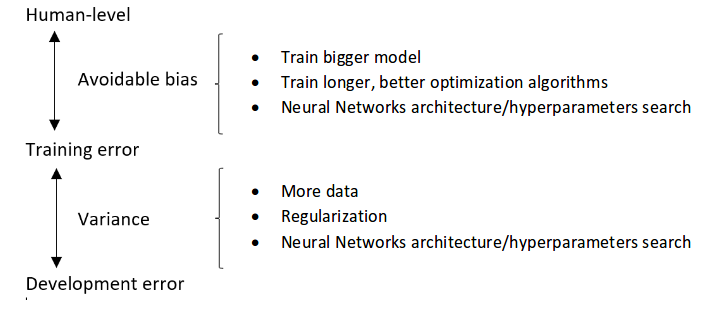 Human-level
Avoidable bias
• Train bigger model
• Train longer, better optimization algorithms
• Neural Networks architecture/hyperparameters search
Training error
Variance
• More data
• Regularization
• Neural Networks architecture/hyperparameters search
Development error